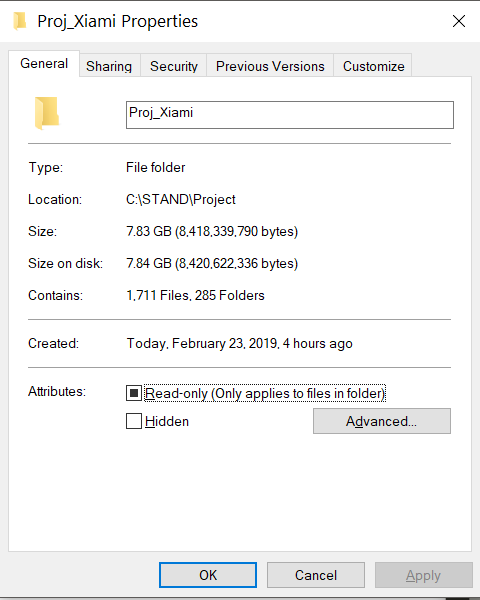 Proj_Xiami Properties
General Sharing Security Previous Versions Customize
Proj_Xiami
Type: File folder
Location: C:\STAND\Project
Size: 7.83 GB (8,418,339,790 bytes)
Size on disk: 7.84 GB (8,420,622,336 bytes)
Contains: 1,711 Files, 285 Folders
Created: Today, February 23, 2019, 4 hours ago
Attributes: Read-only (Only applies to files in folder)
Hidden Advanced...
OK Cancel Apply